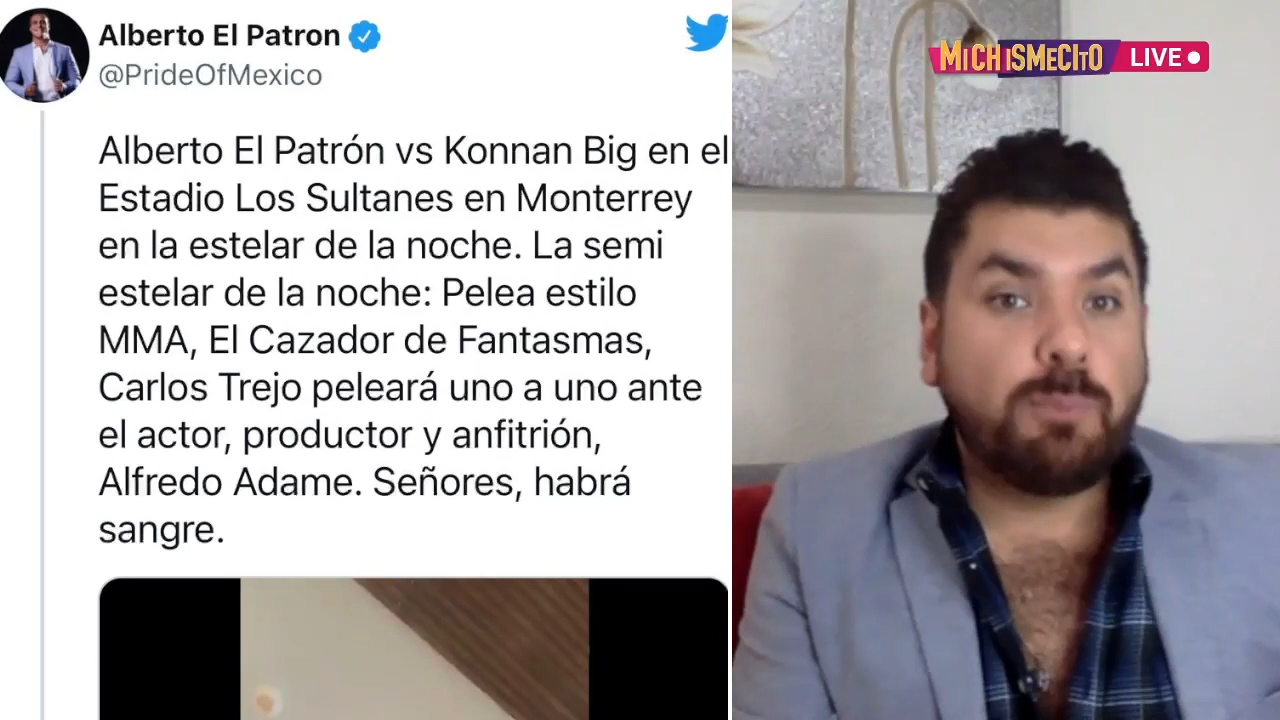 Alberto El Patron
@PrideOfMexico
MICHISMECITO LIVE
Alberto El Patrón vs Konnan Big en el
Estadio Los Sultanes en Monterrey
en la estelar de la noche. La semi
estelar de la noche: Pelea estilo
MMA, El Cazador de Fantasmas,
Carlos Trejo peleará uno a uno ante
el actor, productor y anfitrión,
Alfredo Adame. Señores, habrá
sangre.